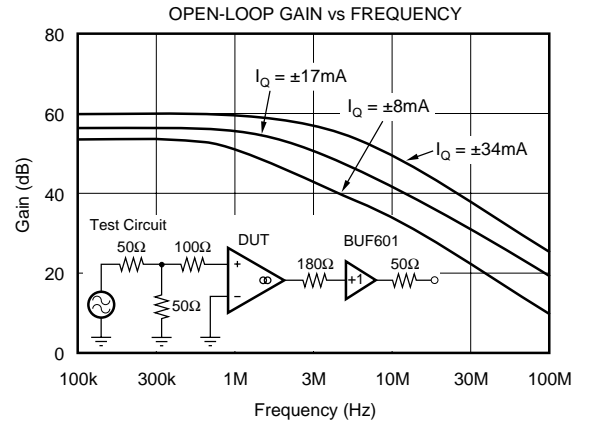 OPEN-LOOP GAIN vs FREQUENCY
80
60
40
20
0
Gain (dB)
I_Q = ±17mA
I_Q = ±8mA
I_Q = ±34mA
Test Circuit
50Ω
100Ω
DUT
180Ω
BUF601
50Ω
50Ω
+
–
+1
100k
300k
1M
3M
10M
30M
100M
Frequency (Hz)